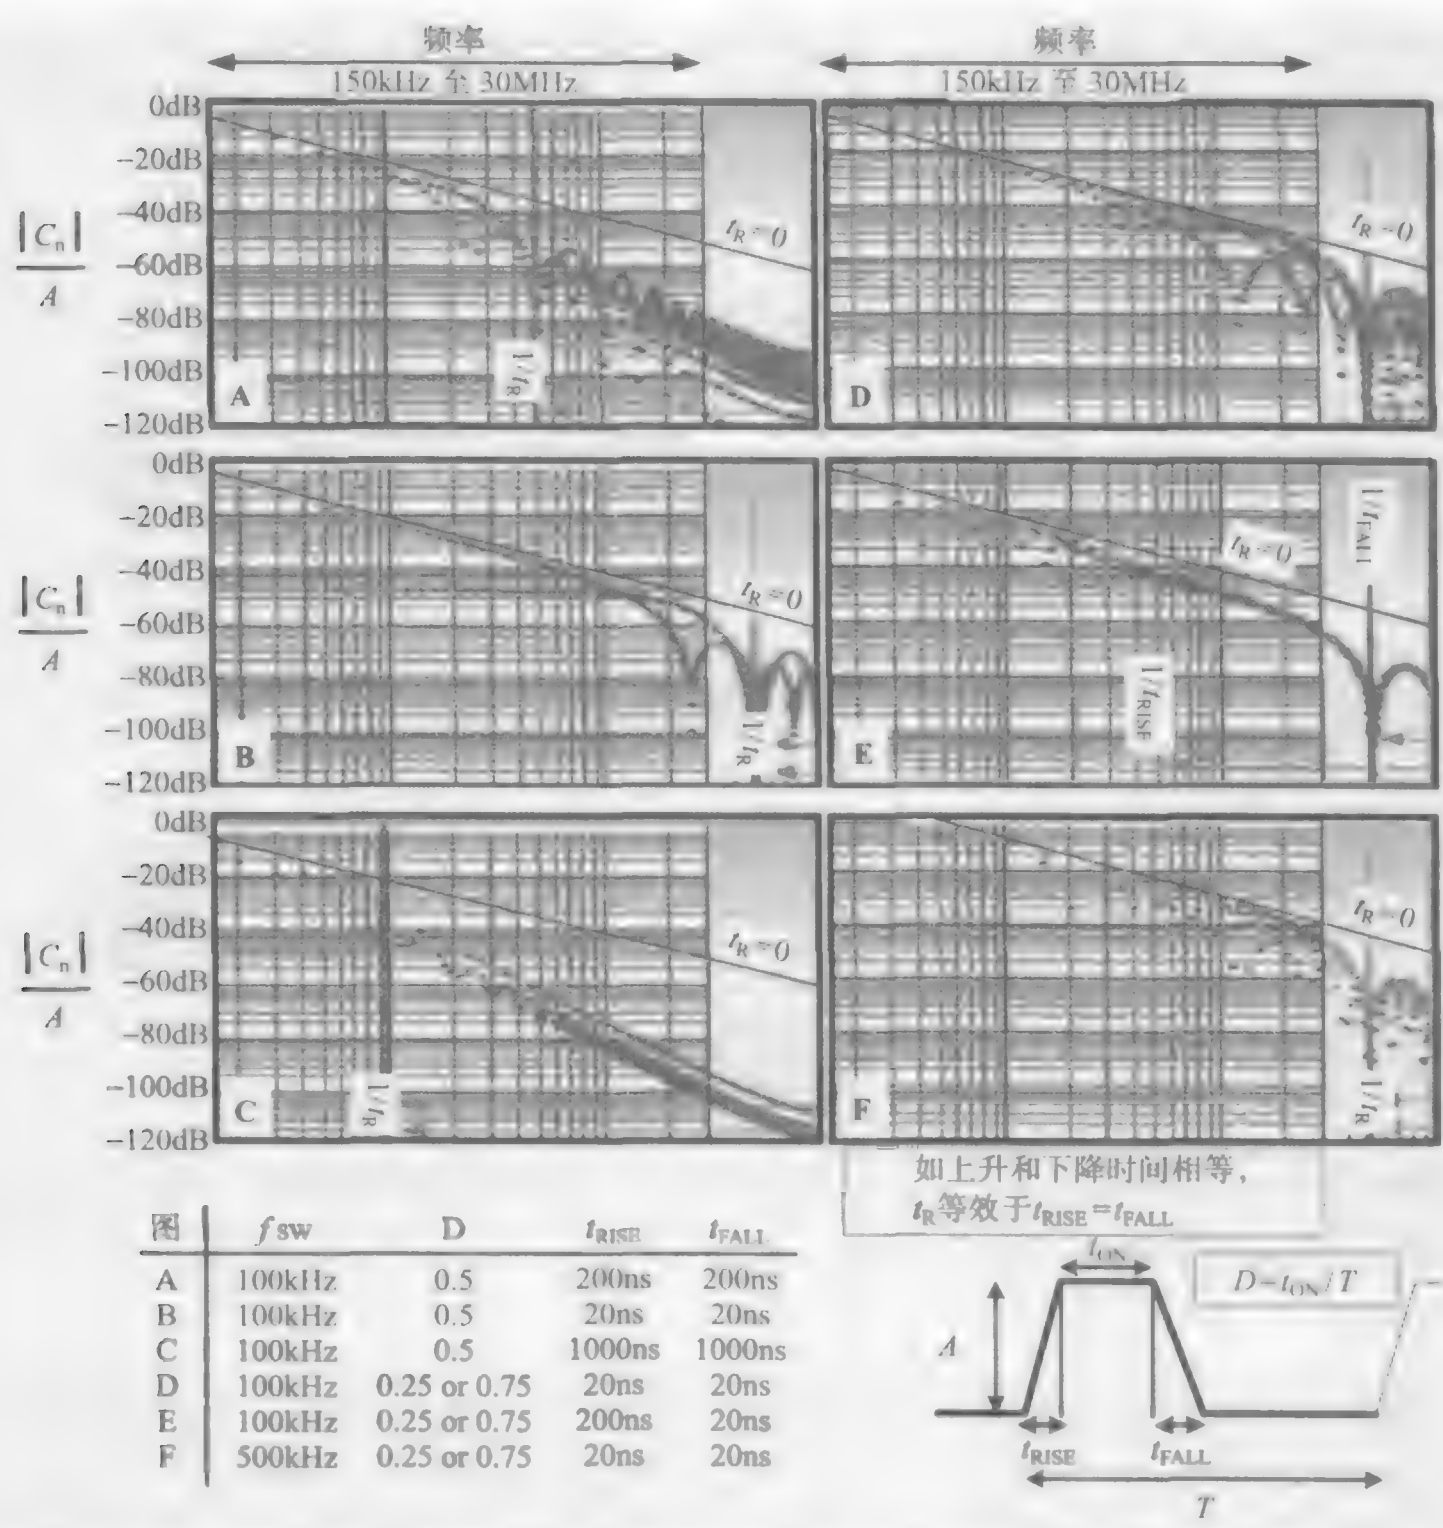 频率
150kHz 至 30MHz
频率
150kHz 至 30MHz
0dB
-20dB
-40dB
-60dB
-80dB
-100dB
-120dB
|Cn|
A
tR=0
1/tR
A
tR=0
D
0dB
-20dB
-40dB
-60dB
-80dB
-100dB
-120dB
|Cn|
A
tR=0
1/tR
B
tR=0
1/tFALL
1/tRISE
E
0dB
-20dB
-40dB
-60dB
-80dB
-100dB
-120dB
|Cn|
A
tR=0
1/tR
C
tR=0
1/tR
F
如上升和下降时间相等,
tR等效于tRISE=tFALL
图 fSW D tRISE tFALL
A 100kHz 0.5 200ns 200ns
B 100kHz 0.5 20ns 20ns
C 100kHz 0.5 1000ns 1000ns
D 100kHz 0.25 or 0.75 20ns 20ns
E 100kHz 0.25 or 0.75 200ns 20ns
F 500kHz 0.25 or 0.75 20ns 20ns
tON
D=tON/T
A
tRISE
tFALL
T